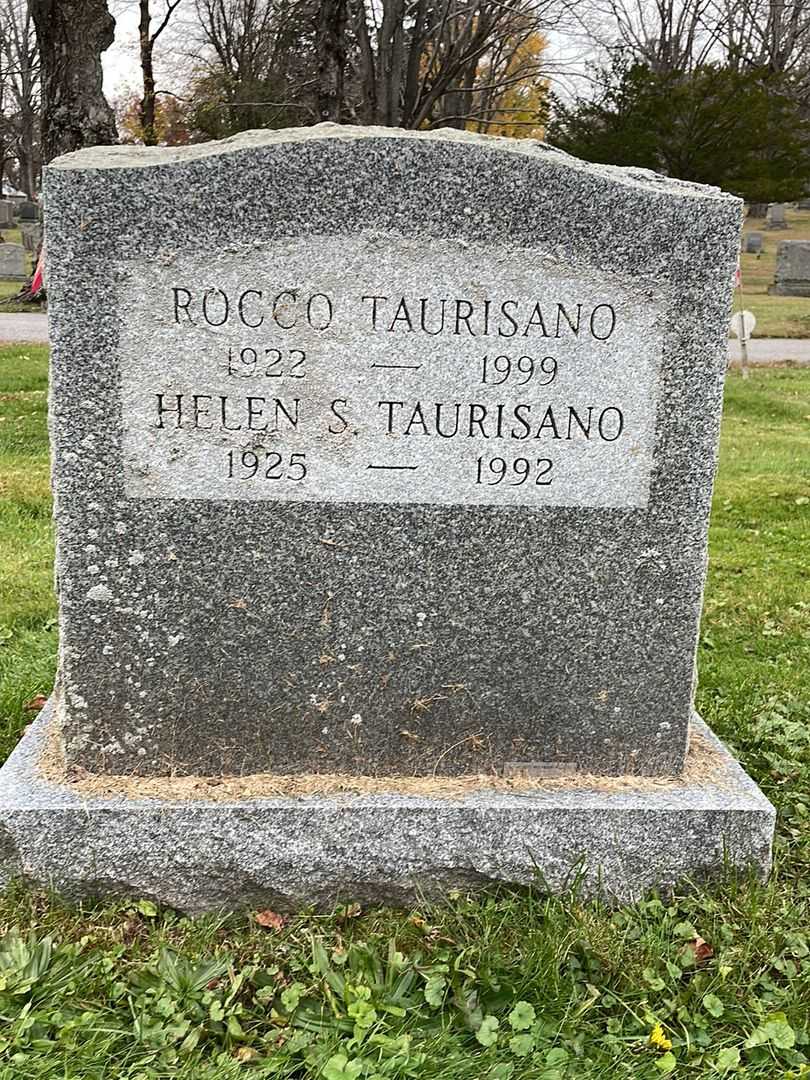 ROCCO TAURISANO
1922 — 1999
HELEN S. TAURISANO
1925 — 1992